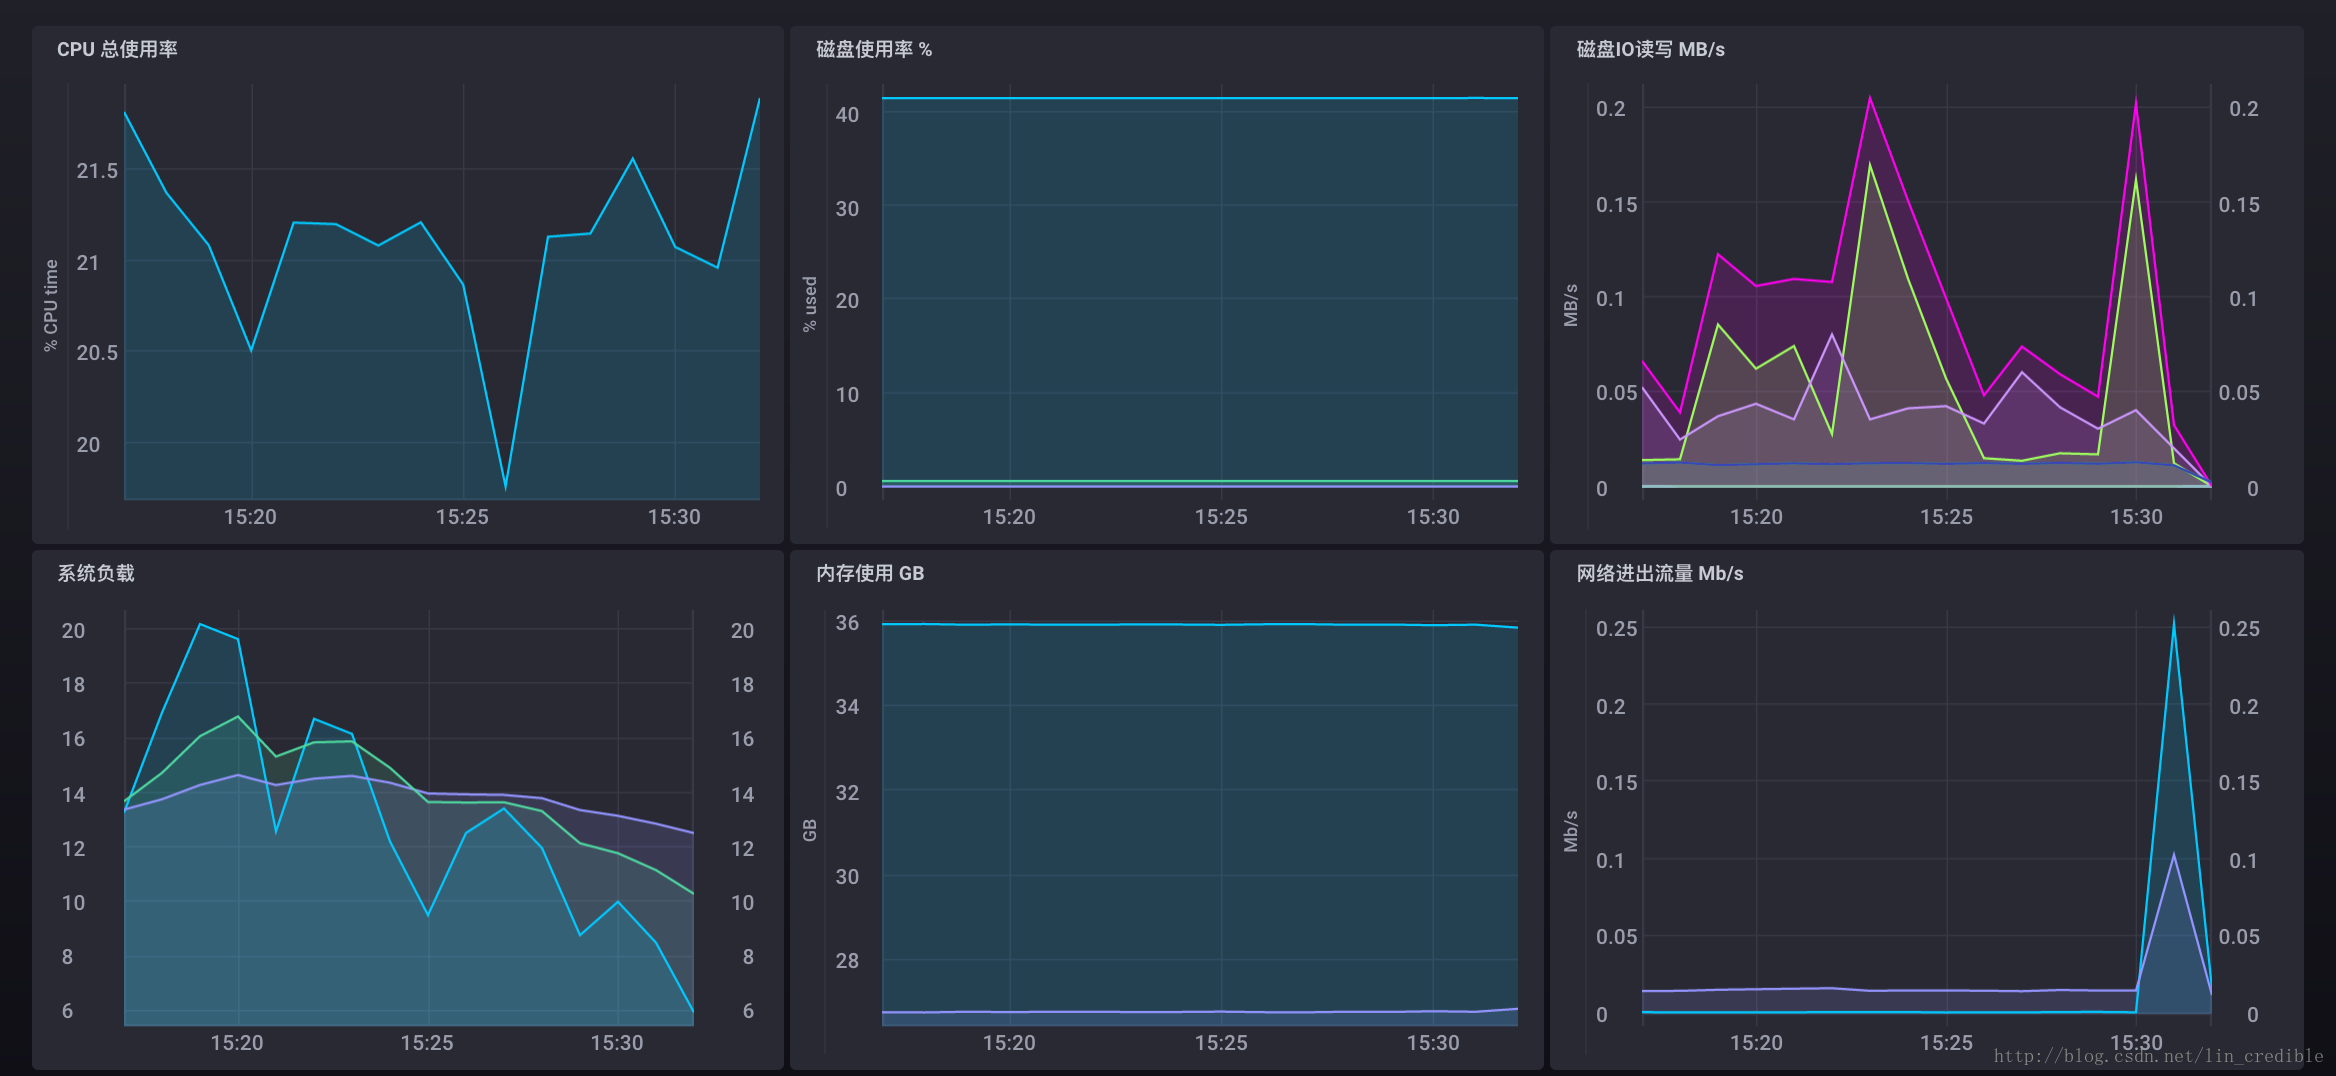 CPU 总使用率
% CPU time
21.5
21
20.5
20
15:20 15:25 15:30
磁盘使用率 %
% used
40
30
20
10
0
15:20 15:25 15:30
磁盘IO读写 MB/s
MB/s
0.2 0.2
0.15 0.15
0.1 0.1
0.05 0.05
0 0
15:20 15:25 15:30
系统负载
20 20
18 18
16 16
14 14
12 12
10 10
8 8
6 6
15:20 15:25 15:30
内存使用 GB
GB
36
34
32
30
28
15:20 15:25 15:30
网络进出流量 Mb/s
Mb/s
0.25 0.25
0.2 0.2
0.15 0.15
0.1 0.1
0.05 0.05
0 0
15:20 15:25 15:30
http://blog.csdn.net/lin_credible